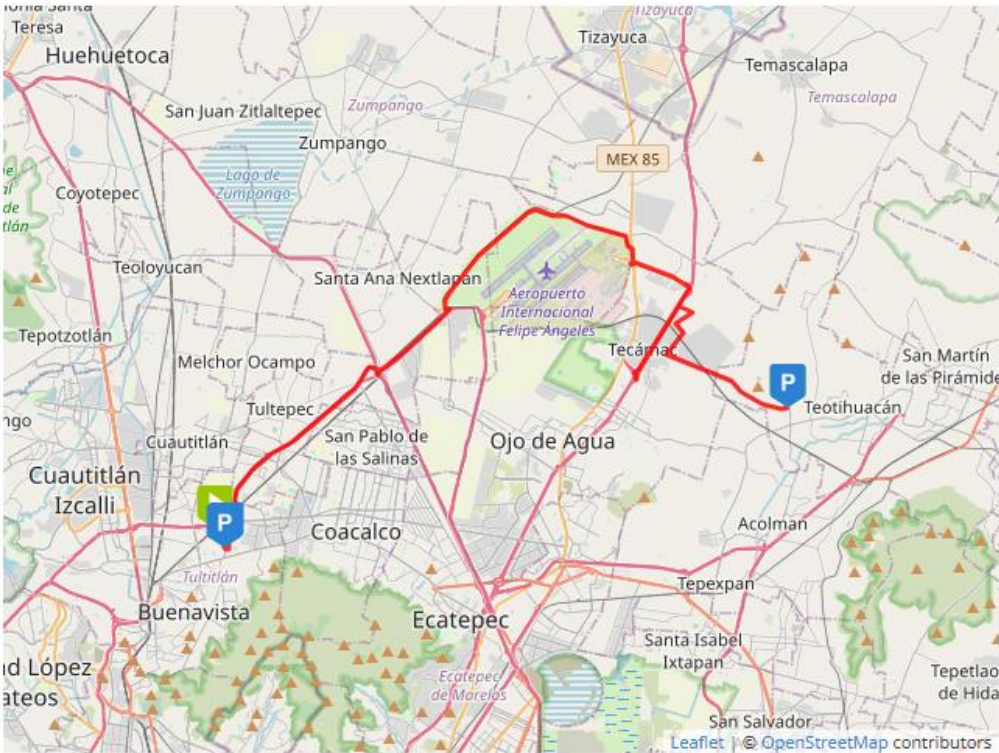 Teresa
Huehuetoca
Tizayuca
Tizayuca
Temascalapa
Temascalapa
San Juan Zitlaltepec
Zumpango
Zumpango
MEX 85
Lago de
Zumpango
Coyotepec
Teoloyucan
Santa Ana Nextlalpan
Aeropuerto
Internacional
Felipe Ángeles
Tepotzotlán
Melchor Ocampo
Tecámac
San Martín
de las Pirámide
P
Teotihuacán
Tultepec
Cuautitlán
San Pablo de
las Salinas
Ojo de Agua
Cuautitlán
Izcalli
P
Coacalco
Acolman
Tultitlán
Tepexpan
Buenavista
Ecatepec
Santa Isabel
Ixtapan
d López
ateos
Ecatepec
de Morelos
Tepetlao
de Hida
San Salvador
Leaflet | © OpenStreetMap contributors